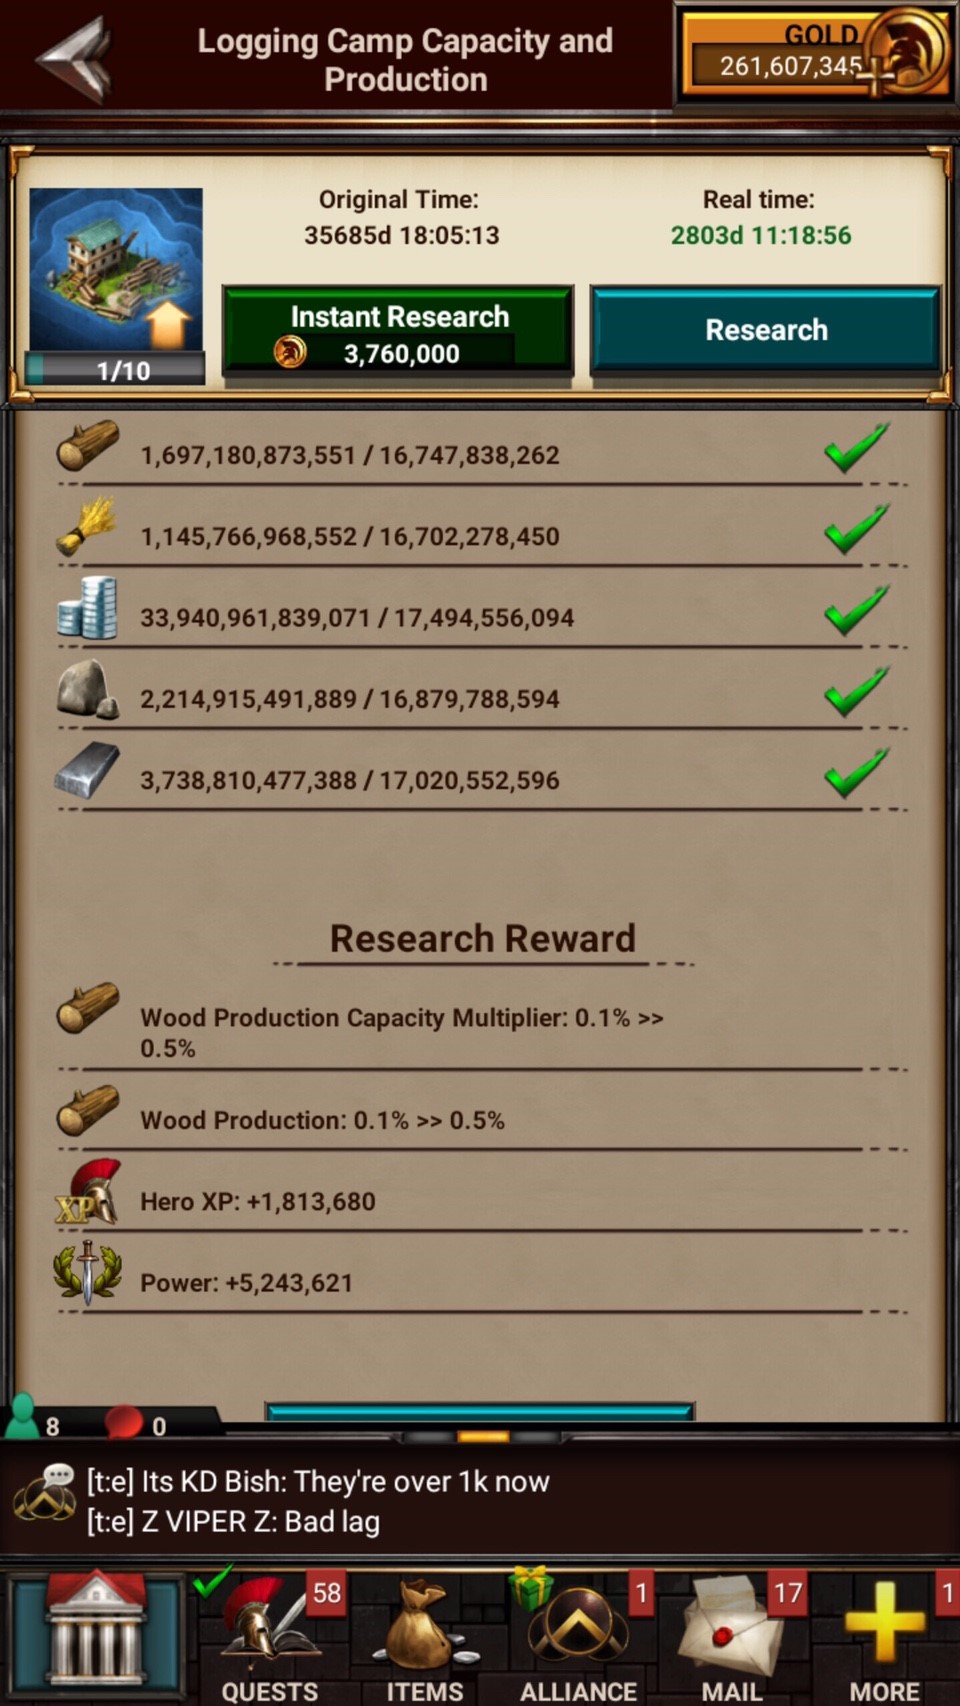 Logging Camp Capacity and
Production
GOLD
261,607,345
Original Time:
35685d 18:05:13
Real time:
2803d 11:18:56
Instant Research
3,760,000
Research
1/10
1,697,180,873,551 / 16,747,838,262
1,145,766,968,552 / 16,702,278,450
33,940,961,839,071 / 17,494,556,094
2,214,915,491,889 / 16,879,788,594
3,738,810,477,388 / 17,020,552,596
Research Reward
Wood Production Capacity Multiplier: 0.1% >>
0.5%
Wood Production: 0.1% >> 0.5%
XP
Hero XP: +1,813,680
Power: +5,243,621
8
0
[t:e] Its KD Bish: They're over 1k now
[t:e] Z VIPER Z: Bad lag
58
1
17
1
QUESTS
ITEMS
ALLIANCE
MAIL
MORE